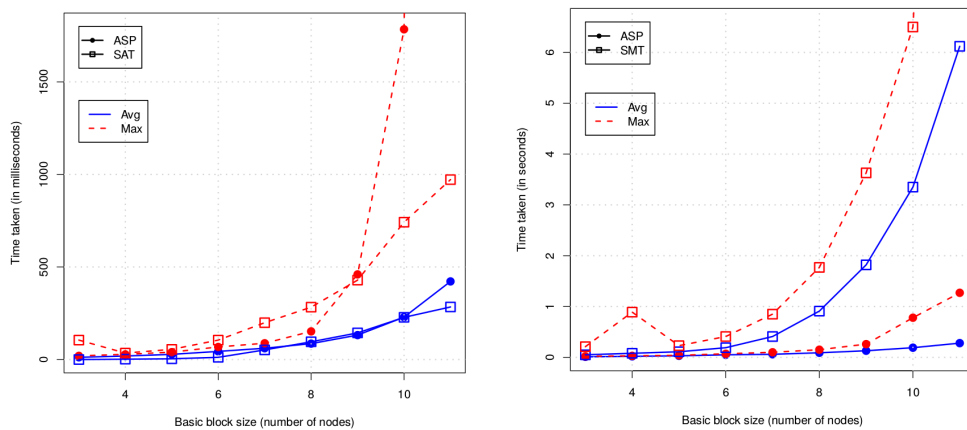 ASP
SAT
Avg
Max
Time taken (in milliseconds)
0
500
1000
1500
4
6
8
10
Basic block size (number of nodes)
ASP
SMT
Avg
Max
Time taken (in seconds)
0
1
2
3
4
5
6
4
6
8
10
Basic block size (number of nodes)